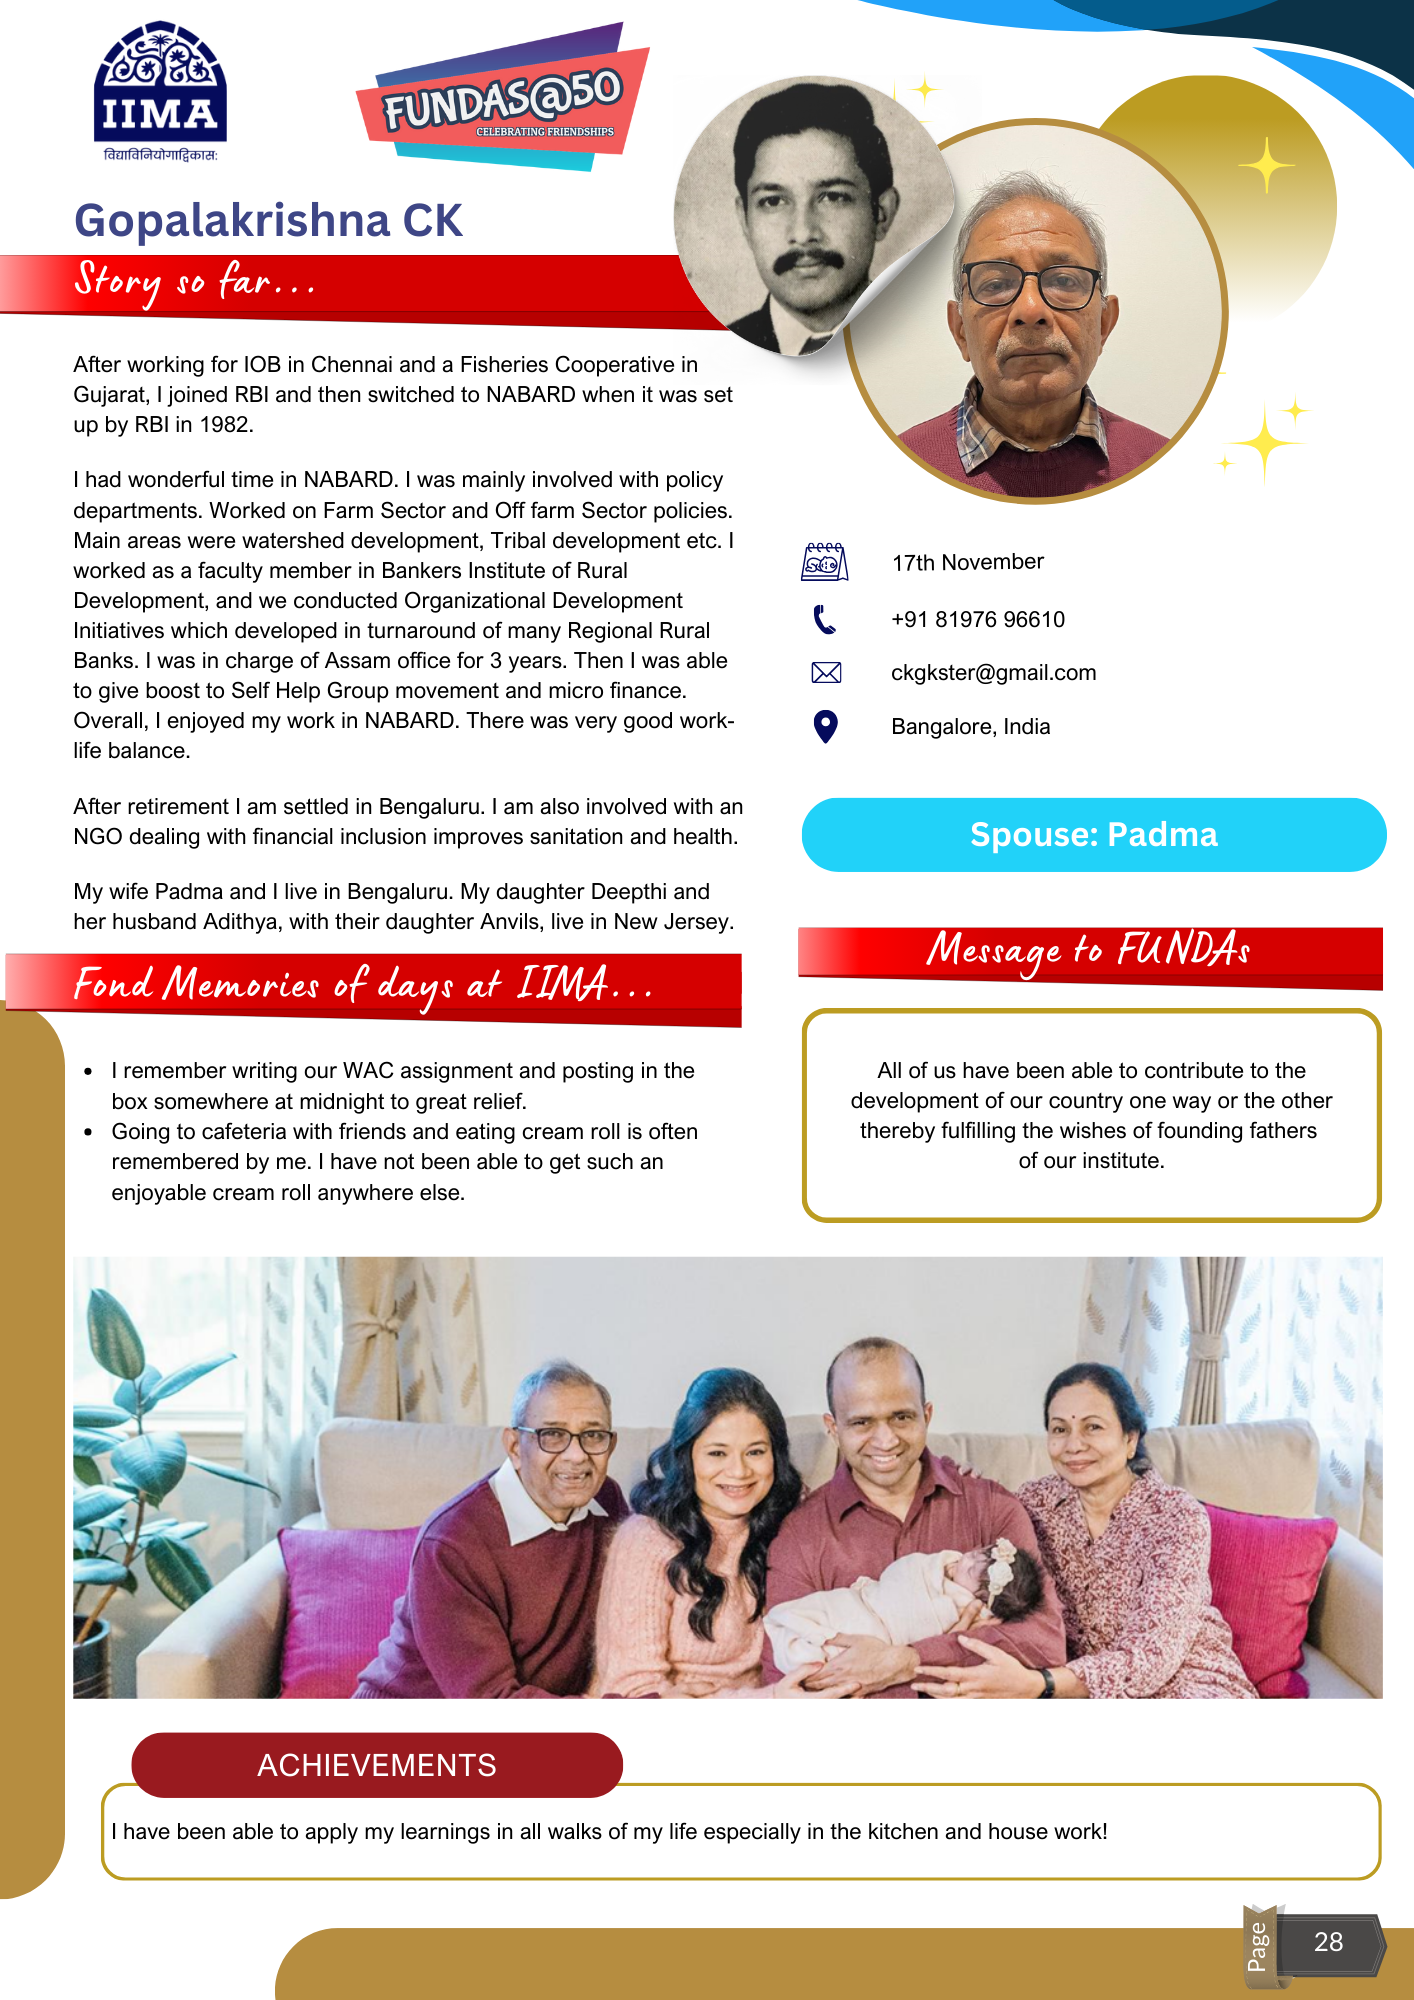 IIMA
विद्याविनियोगाद्विकास:
FUNDAS@50
CELEBRATING FRIENDSHIPS
Gopalakrishna CK
Story so far...
After working for IOB in Chennai and a Fisheries Cooperative in
Gujarat, I joined RBI and then switched to NABARD when it was set
up by RBI in 1982.
I had wonderful time in NABARD. I was mainly involved with policy
departments. Worked on Farm Sector and Off farm Sector policies.
Main areas were watershed development, Tribal development etc. I
worked as a faculty member in Bankers Institute of Rural
Development, and we conducted Organizational Development
Initiatives which developed in turnaround of many Regional Rural
Banks. I was in charge of Assam office for 3 years. Then I was able
to give boost to Self Help Group movement and micro finance.
Overall, I enjoyed my work in NABARD. There was very good work-
life balance.
After retirement I am settled in Bengaluru. I am also involved with an
NGO dealing with financial inclusion improves sanitation and health.
My wife Padma and I live in Bengaluru. My daughter Deepthi and
her husband Adithya, with their daughter Anvils, live in New Jersey.
17th November
+91 81976 96610
ckgkster@gmail.com
Bangalore, India
Spouse: Padma
Fond Memories of days at IIMA...
I remember writing our WAC assignment and posting in the
box somewhere at midnight to great relief.
Going to cafeteria with friends and eating cream roll is often
remembered by me. I have not been able to get such an
enjoyable cream roll anywhere else.
Message to FUNDAs
All of us have been able to contribute to the
development of our country one way or the other
thereby fulfilling the wishes of founding fathers
of our institute.
ACHIEVEMENTS
I have been able to apply my learnings in all walks of my life especially in the kitchen and house work!
Page
28